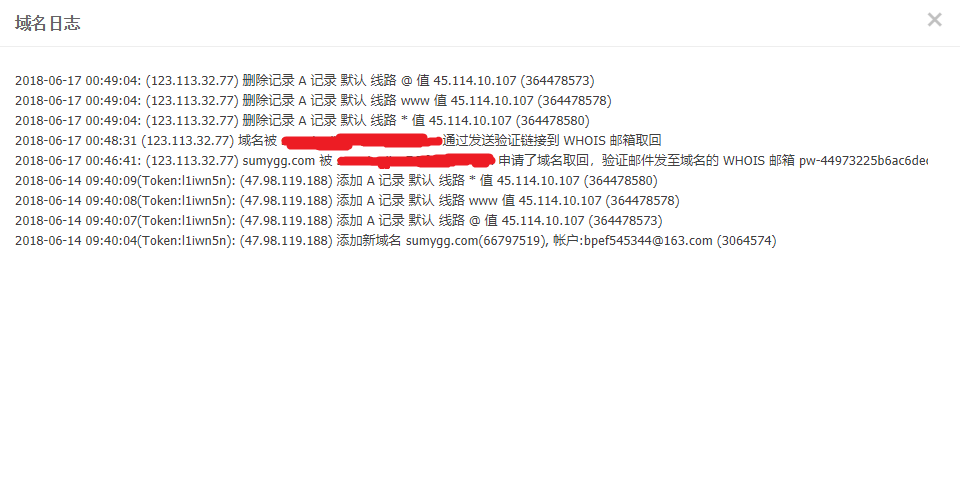 域名日志
2018-06-17 00:49:04: (123.113.32.77) 删除记录 A 记录 默认 线路 @ 值 45.114.10.107 (364478573)
2018-06-17 00:49:04: (123.113.32.77) 删除记录 A 记录 默认 线路 www 值 45.114.10.107 (364478578)
2018-06-17 00:49:04: (123.113.32.77) 删除记录 A 记录 默认 线路 * 值 45.114.10.107 (364478580)
2018-06-17 00:48:31 (123.113.32.77) 域名被 通过发送验证链接到 WHOIS 邮箱取回
2018-06-17 00:46:41: (123.113.32.77) sumygg.com 被 申请了域名取回，验证邮件发至域名的 WHOIS 邮箱 pw-44973225b6ac6dec
2018-06-14 09:40:09(Token:l1iwn5n): (47.98.119.188) 添加 A 记录 默认 线路 * 值 45.114.10.107 (364478580)
2018-06-14 09:40:08(Token:l1iwn5n): (47.98.119.188) 添加 A 记录 默认 线路 www 值 45.114.10.107 (364478578)
2018-06-14 09:40:07(Token:l1iwn5n): (47.98.119.188) 添加 A 记录 默认 线路 @ 值 45.114.10.107 (364478573)
2018-06-14 09:40:04(Token:l1iwn5n): (47.98.119.188) 添加新域名 sumygg.com(66797519), 帐户:bpef545344@163.com (3064574)